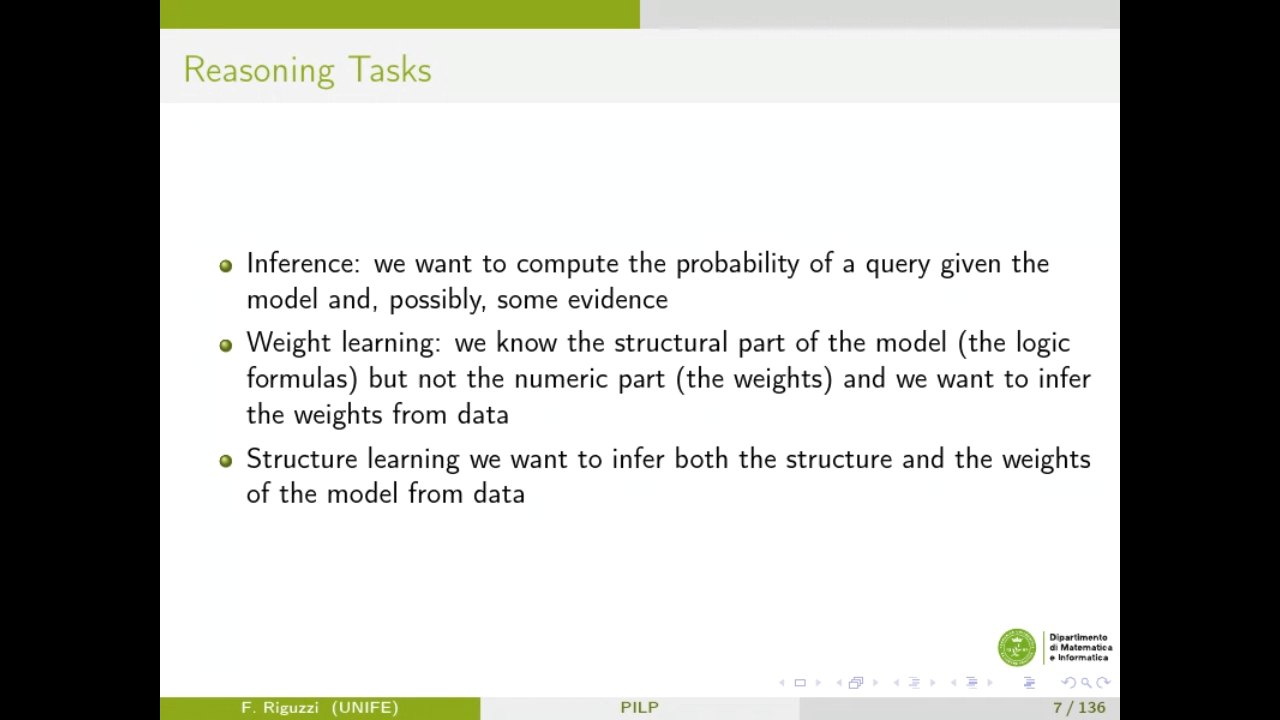 Reasoning Tasks
Inference: we want to compute the probability of a query given the
model and, possibly, some evidence
Weight learning: we know the structural part of the model (the logic
formulas) but not the numeric part (the weights) and we want to infer
the weights from data
Structure learning we want to infer both the structure and the weights
of the model from data
Dipartimento
di Matematica
e Informatica
F. Riguzzi (UNIFE)
PILP
7 / 136